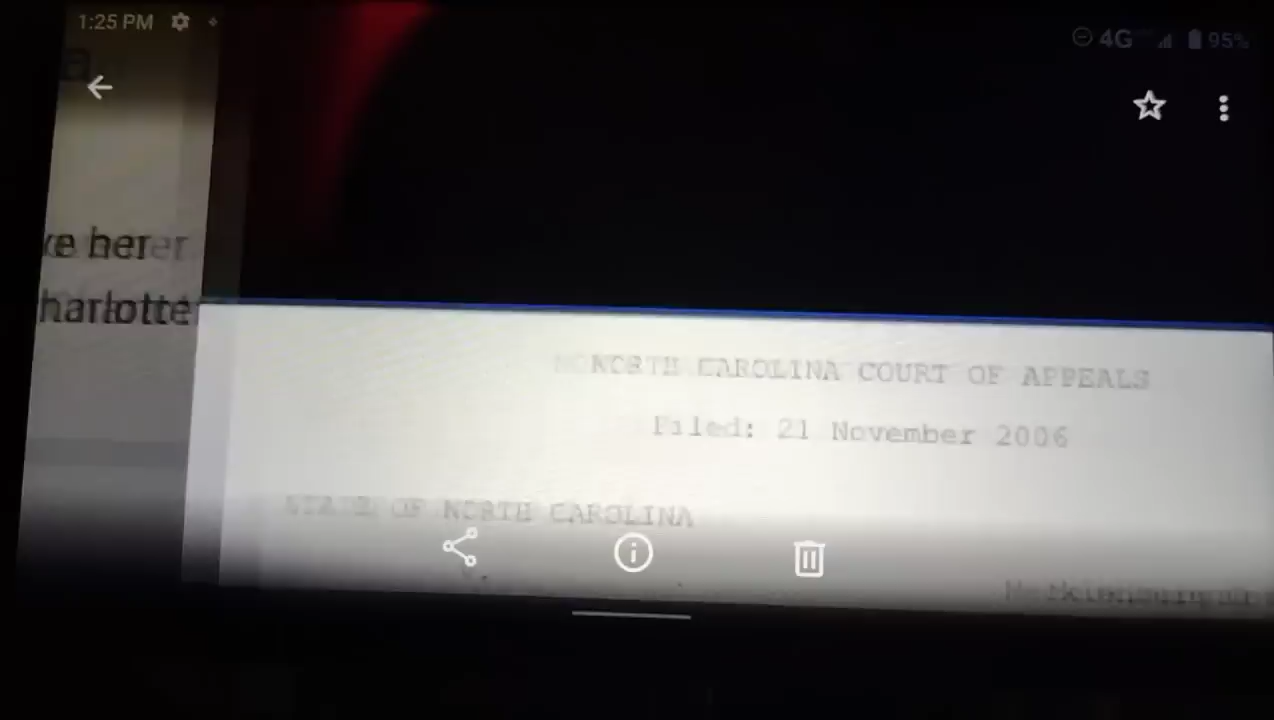 1:25 PM
4G 95%
ke her
harlotte
NORTH CAROLINA COURT OF APPEALS
Filed: 21 November 2006
STATE OF NORTH CAROLINA